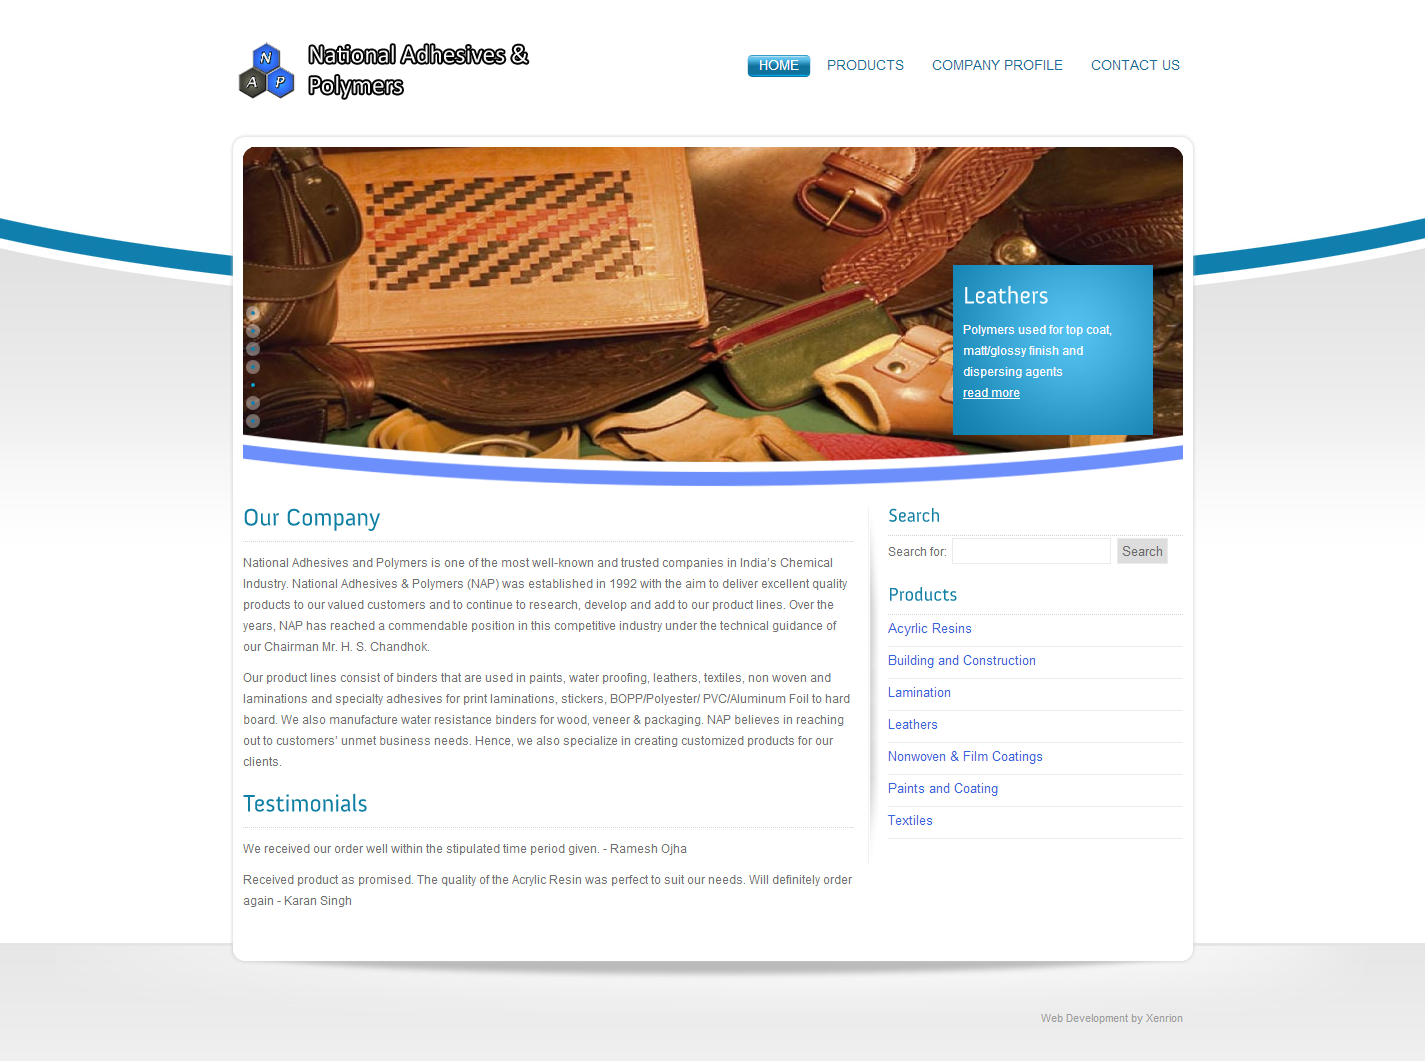 N
A P
National Adhesives &
Polymers
HOME PRODUCTS COMPANY PROFILE CONTACT US
Leathers
Polymers used for top coat,
matt/glossy finish and
dispersing agents
read more
Our Company
National Adhesives and Polymers is one of the most well-known and trusted companies in India's Chemical
Industry. National Adhesives & Polymers (NAP) was established in 1992 with the aim to deliver excellent quality
products to our valued customers and to continue to research, develop and add to our product lines. Over the
years, NAP has reached a commendable position in this competitive industry under the technical guidance of
our Chairman Mr. H. S. Chandhok.
Our product lines consist of binders that are used in paints, water proofing, leathers, textiles, non woven and
laminations and specialty adhesives for print laminations, stickers, BOPP/Polyester/ PVC/Aluminum Foil to hard
board. We also manufacture water resistance binders for wood, veneer & packaging. NAP believes in reaching
out to customers' unmet business needs. Hence, we also specialize in creating customized products for our
clients.
Testimonials
We received our order well within the stipulated time period given. - Ramesh Ojha
Received product as promised. The quality of the Acrylic Resin was perfect to suit our needs. Will definitely order
again - Karan Singh
Search
Search for: Search
Products
Acyrlic Resins
Building and Construction
Lamination
Leathers
Nonwoven & Film Coatings
Paints and Coating
Textiles
Web Development by Xenrion